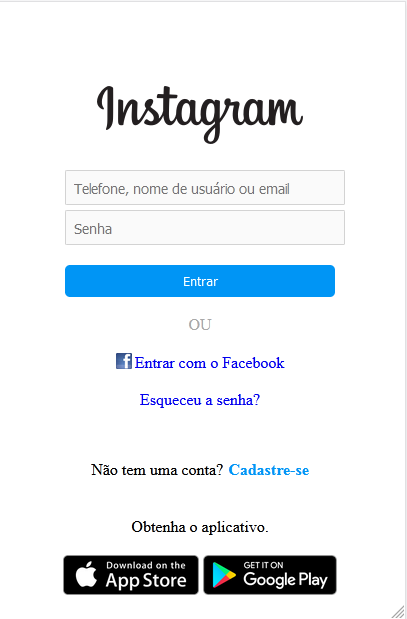 Instagram
Telefone, nome de usuário ou email
Senha
Entrar
OU
Entrar com o Facebook
Esqueceu a senha?
Não tem uma conta? Cadastre-se
Obtenha o aplicativo.
Download on the
App Store
GET IT ON
Google Play